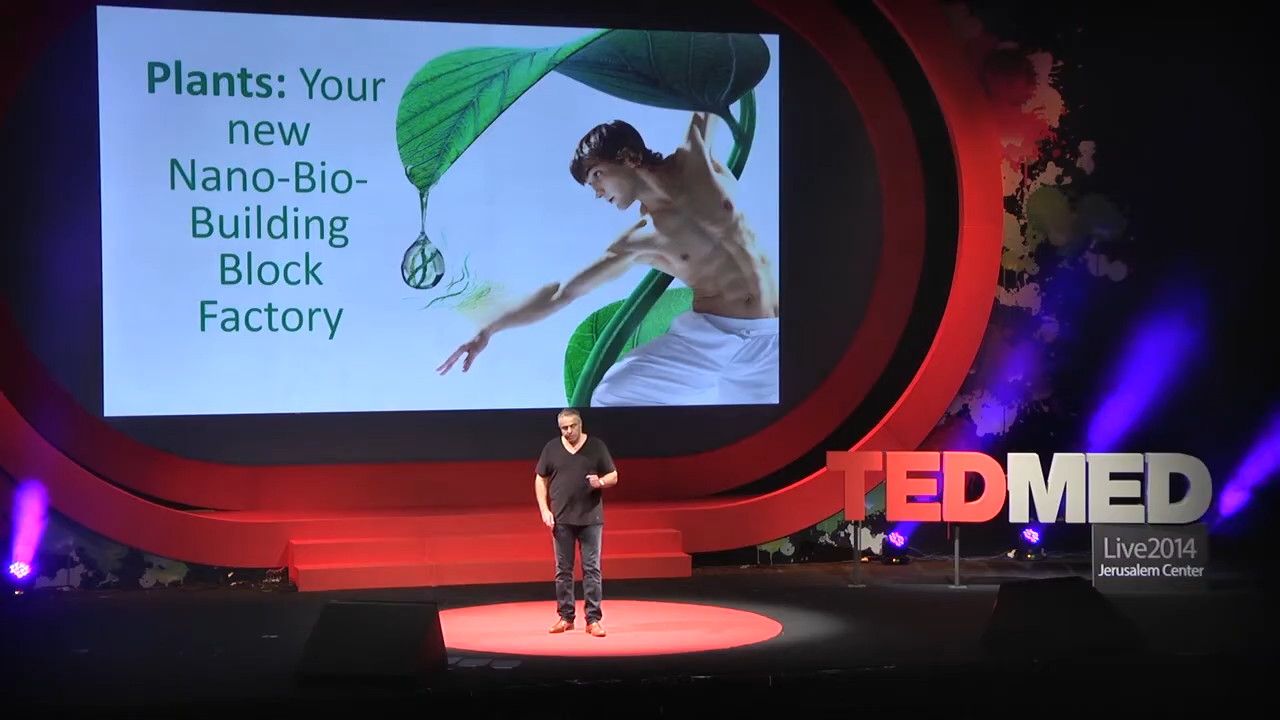 Plants: Your
new
Nano-Bio-
Building
Block
Factory
TEDMED
Live2014
Jerusalem Center